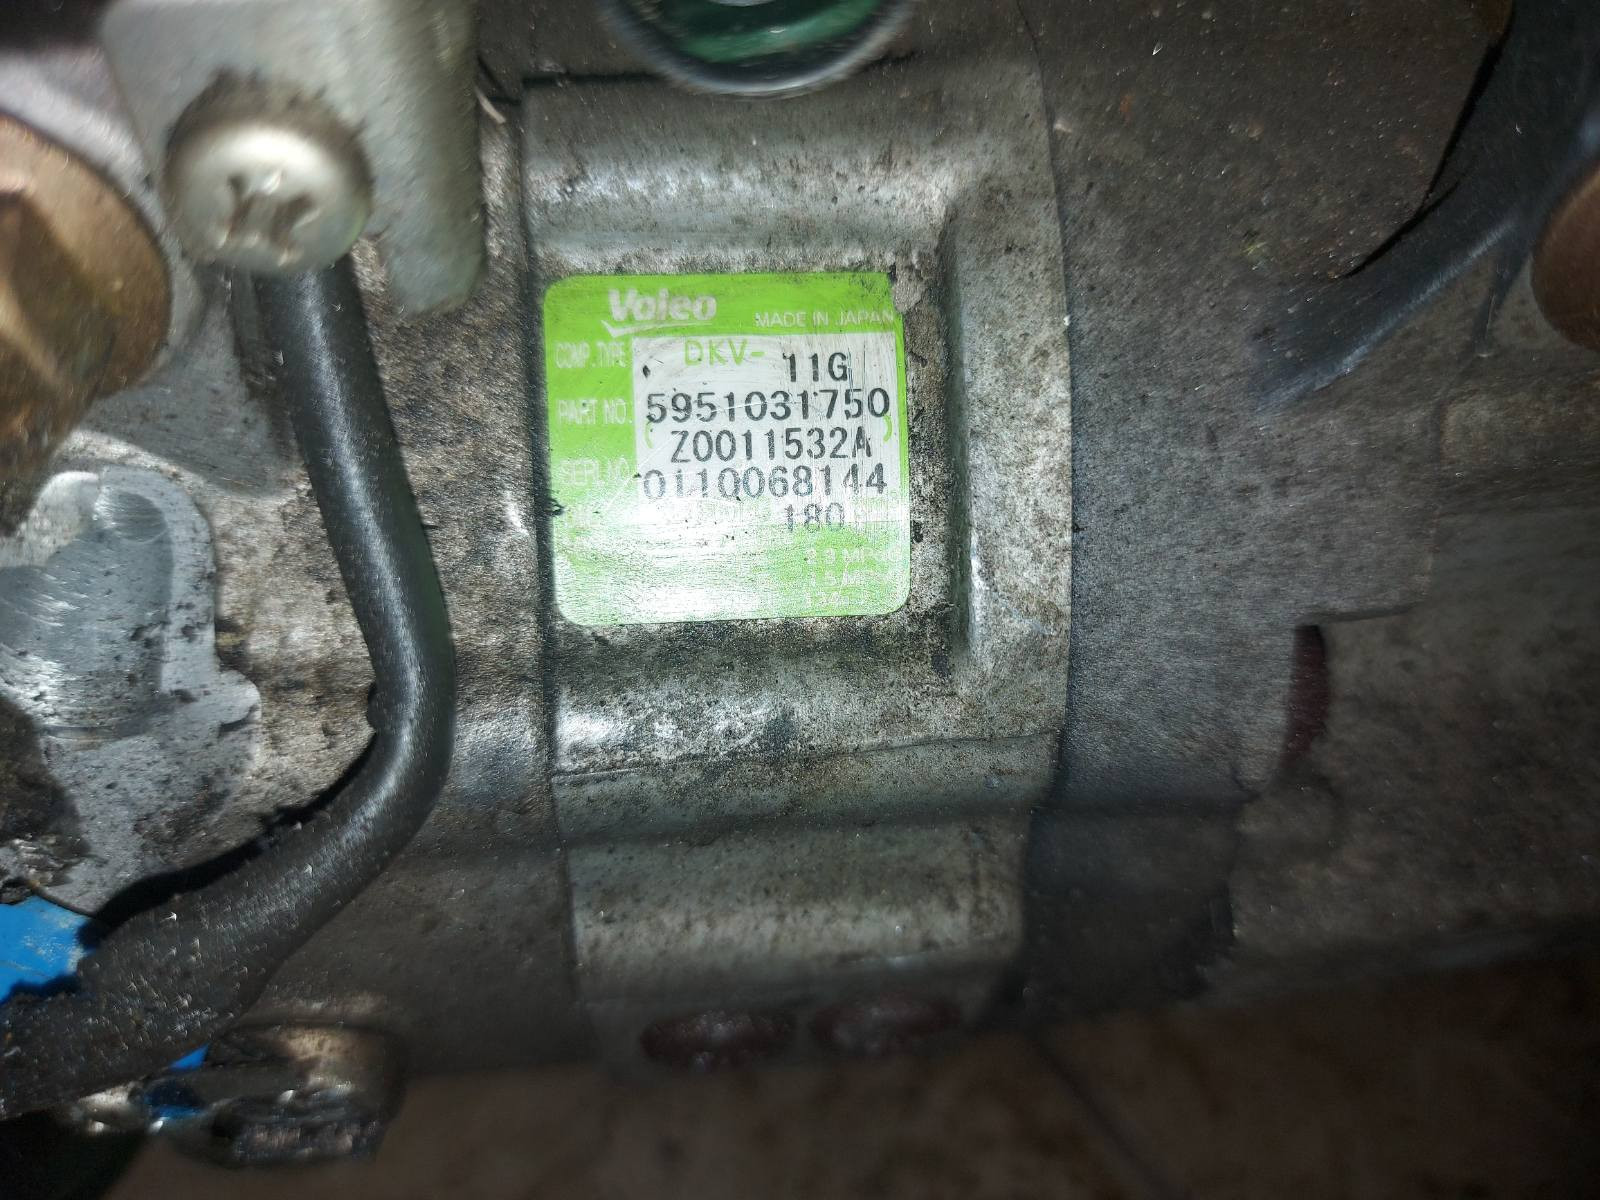 Valeo
MADE IN JAPAN
COMP. TYPE DKV- 11G
PART NO. 5951031750
(Z0011532A)
0110068144
180